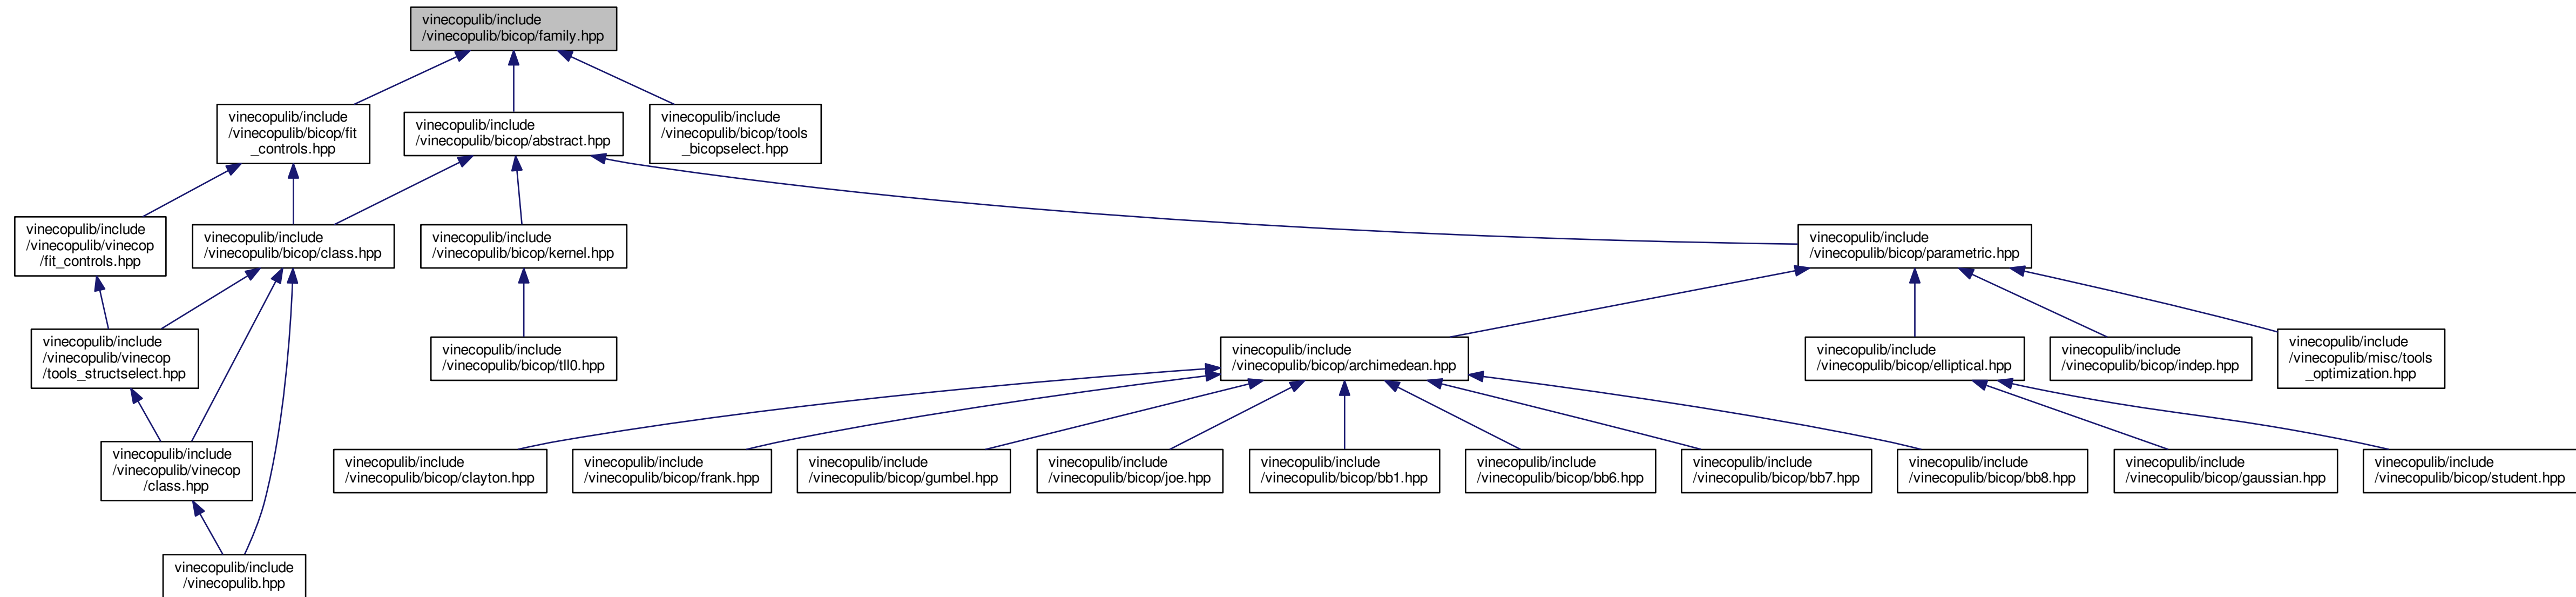 vinecopulib/include
/vinecopulib/bicop/family.hpp
vinecopulib/include
/vinecopulib/bicop/fit
_controls.hpp
vinecopulib/include
/vinecopulib/bicop/abstract.hpp
vinecopulib/include
/vinecopulib/bicop/tools
_bicopselect.hpp
vinecopulib/include
/vinecopulib/vinecop
/fit_controls.hpp
vinecopulib/include
/vinecopulib/bicop/class.hpp
vinecopulib/include
/vinecopulib/bicop/kernel.hpp
vinecopulib/include
/vinecopulib/bicop/parametric.hpp
vinecopulib/include
/vinecopulib/vinecop
/tools_structselect.hpp
vinecopulib/include
/vinecopulib/bicop/tll0.hpp
vinecopulib/include
/vinecopulib/bicop/archimedean.hpp
vinecopulib/include
/vinecopulib/bicop/elliptical.hpp
vinecopulib/include
/vinecopulib/bicop/indep.hpp
vinecopulib/include
/vinecopulib/misc/tools
_optimization.hpp
vinecopulib/include
/vinecopulib/vinecop
/class.hpp
vinecopulib/include
/vinecopulib/bicop/clayton.hpp
vinecopulib/include
/vinecopulib/bicop/frank.hpp
vinecopulib/include
/vinecopulib/bicop/gumbel.hpp
vinecopulib/include
/vinecopulib/bicop/joe.hpp
vinecopulib/include
/vinecopulib/bicop/bb1.hpp
vinecopulib/include
/vinecopulib/bicop/bb6.hpp
vinecopulib/include
/vinecopulib/bicop/bb7.hpp
vinecopulib/include
/vinecopulib/bicop/bb8.hpp
vinecopulib/include
/vinecopulib/bicop/gaussian.hpp
vinecopulib/include
/vinecopulib/bicop/student.hpp
vinecopulib/include
/vinecopulib.hpp